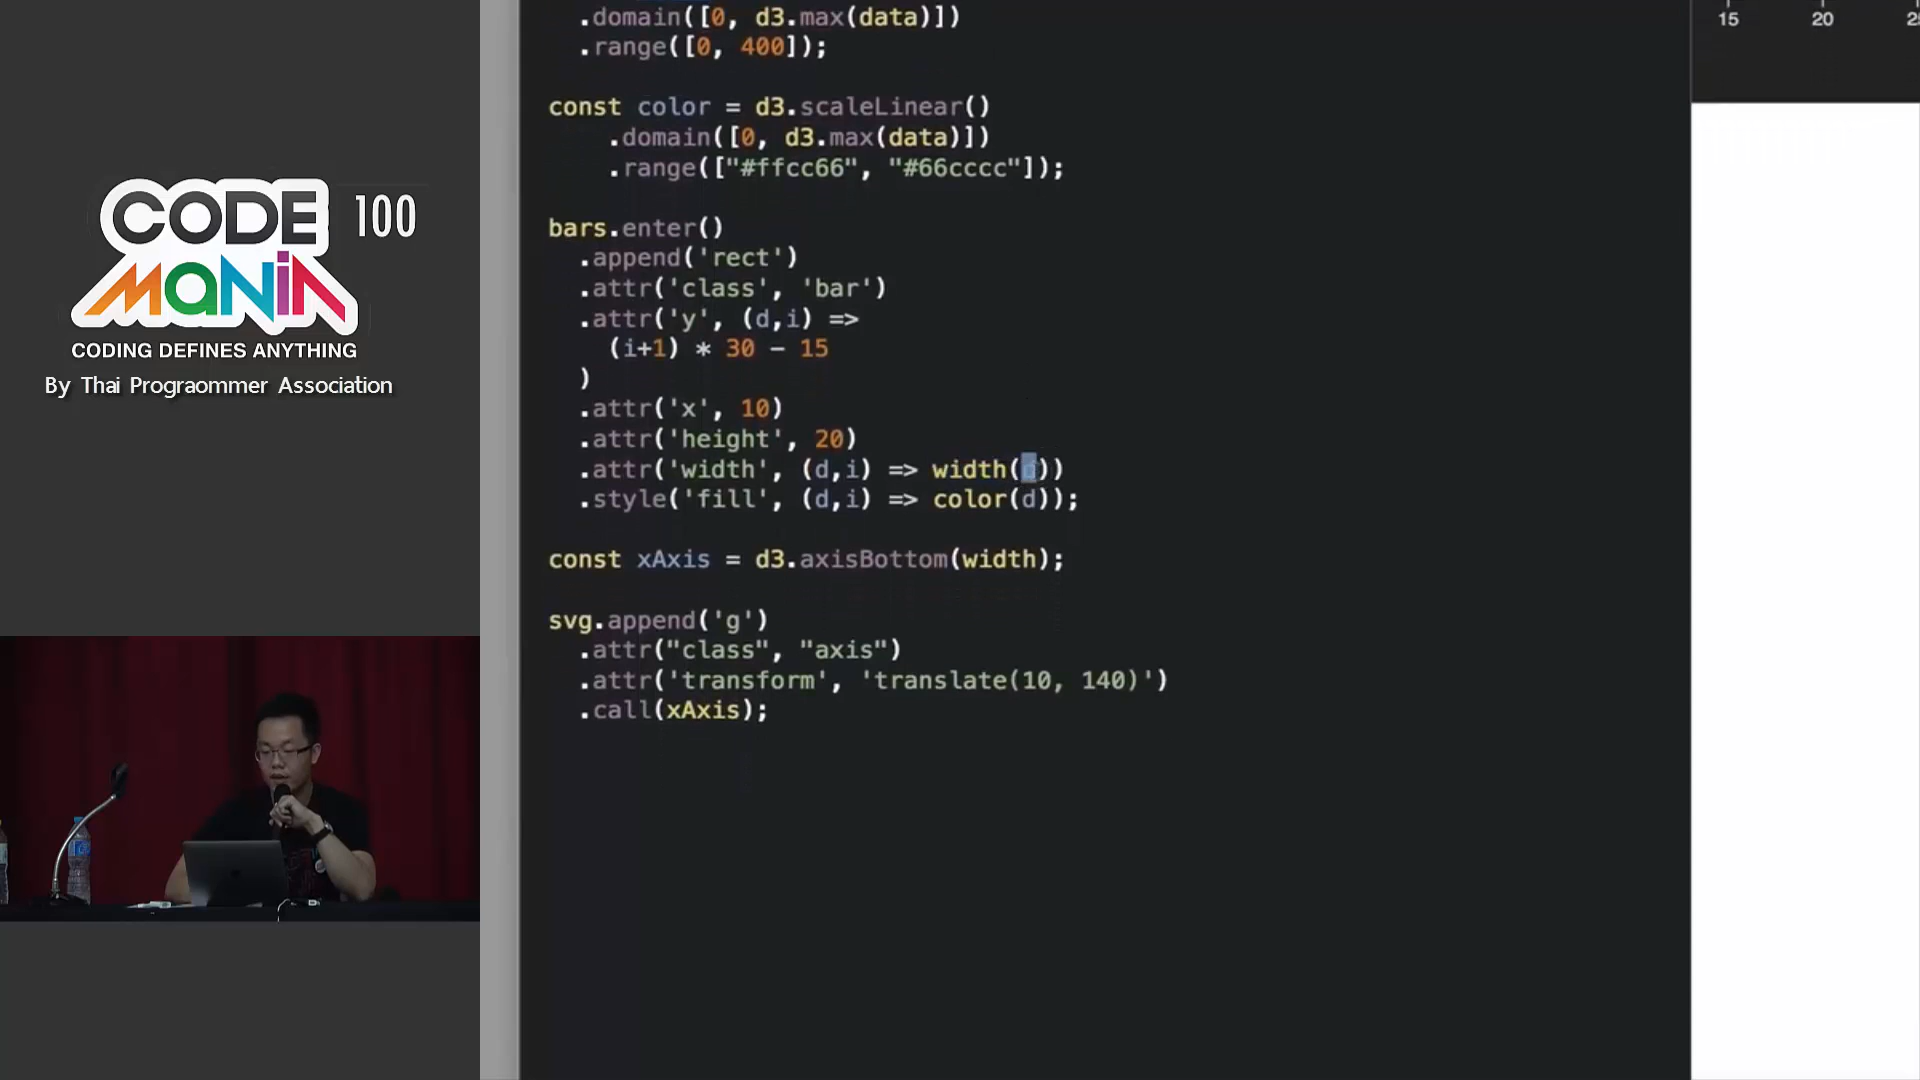 CODE 100
MANIA
CODING DEFINES ANYTHING
By Thai Prograommer Association
.domain([0, d3.max(data)])
.range([0, 400]);
const color = d3.scaleLinear()
.domain([0, d3.max(data)])
.range(["#ffcc66", "#66cccc"]);
bars.enter()
.append('rect')
.attr('class', 'bar')
.attr('y', (d,i) =>
(i+1) * 30 - 15
)
.attr('x', 10)
.attr('height', 20)
.attr('width', (d,i) => width(d))
.style('fill', (d,i) => color(d));
const xAxis = d3.axisBottom(width);
svg.append('g')
.attr("class", "axis")
.attr('transform', 'translate(10, 140)')
.call(xAxis);
15 20